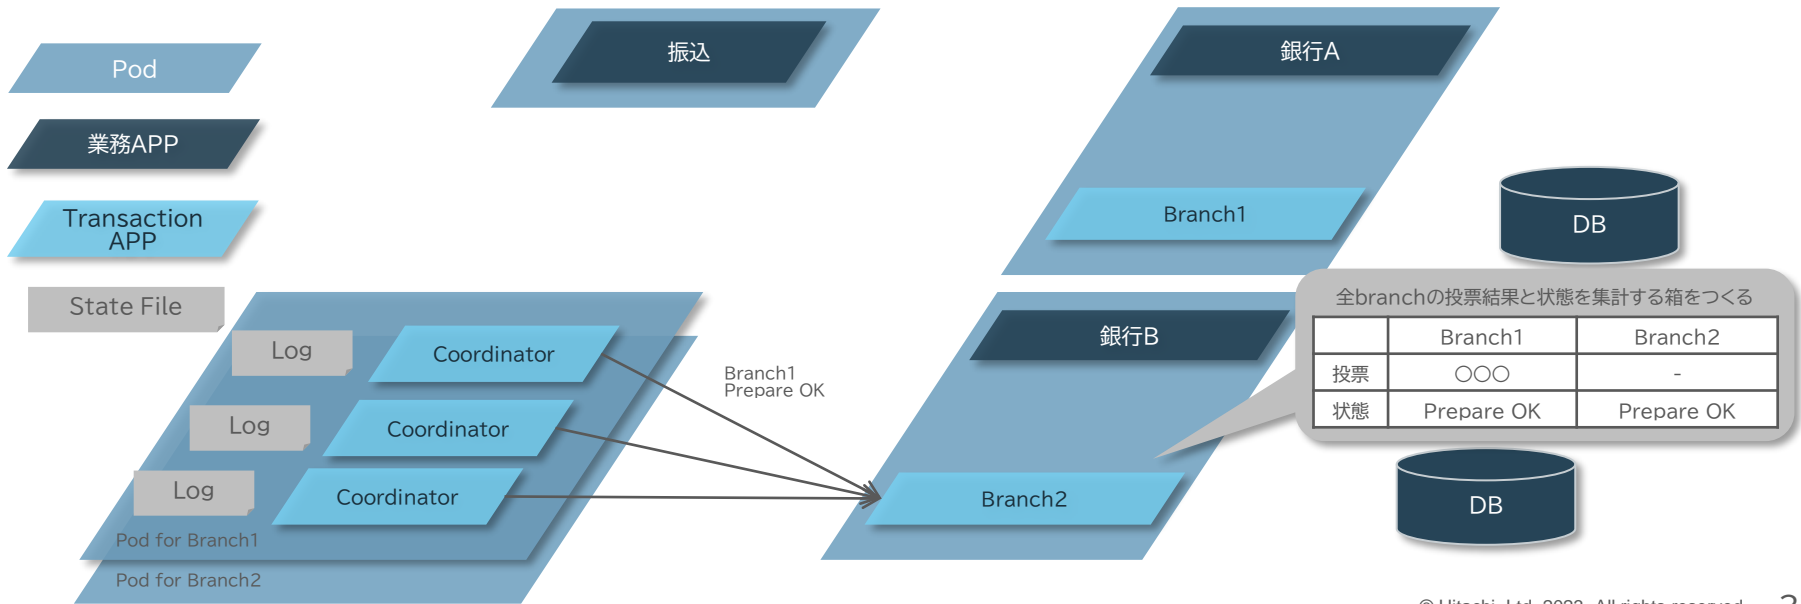 Pod
業務APP
Transaction
APP
State File
振込
銀行A
Branch1
DB
銀行B
Branch2
DB
Log
Coordinator
Log
Coordinator
Log
Coordinator
Pod for Branch1
Pod for Branch2
Branch1
Prepare OK
全branchの投票結果と状態を集計する箱をつくる
Branch1 Branch2
投票 〇〇〇 -
状態 Prepare OK Prepare OK